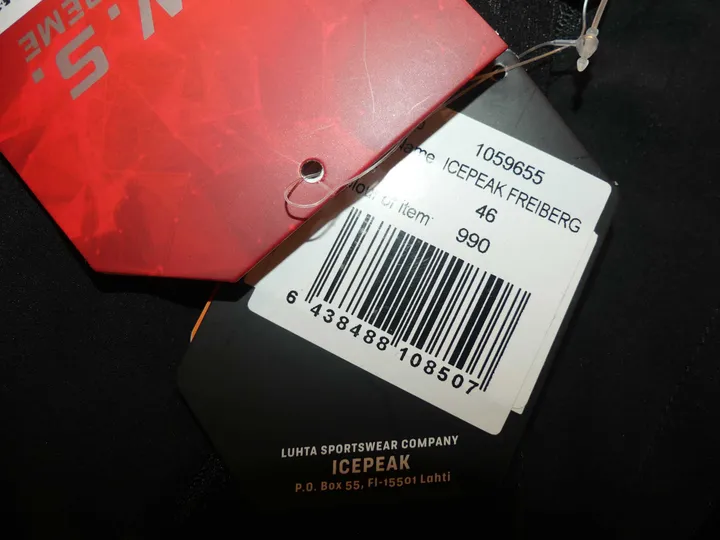 V.S.
REME
1059655
ame ICEPEAK FREIBERG
46
olour of item: 990
6 438488 108507
LUHTA SPORTSWEAR COMPANY
ICEPEAK
P.O. Box 55, FI-15501 Lahti